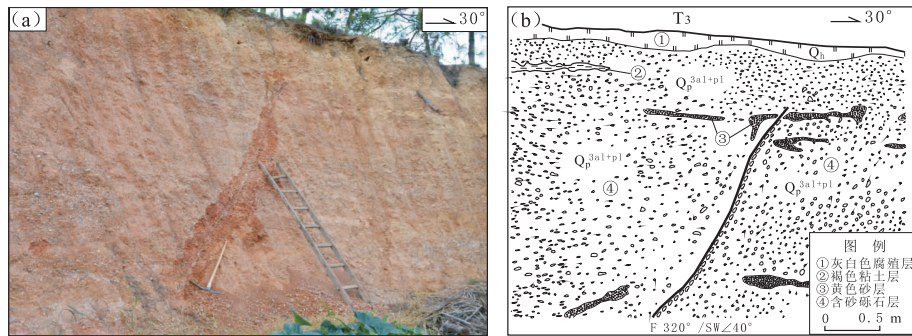 (a)
30°
(b)
T₃
30°
①
Qₕ
②
Qₚ³ᵃˡ⁺ᵖˡ
③
Qₚ³ᵃˡ⁺ᵖˡ
④
④
Qₚ³ᵃˡ⁺ᵖˡ
图 例
①灰白色腐殖层
②褐色粘土层
③黄色砂层
④含砂砾石层
0 0.5 m
F 320° /SW∠40°